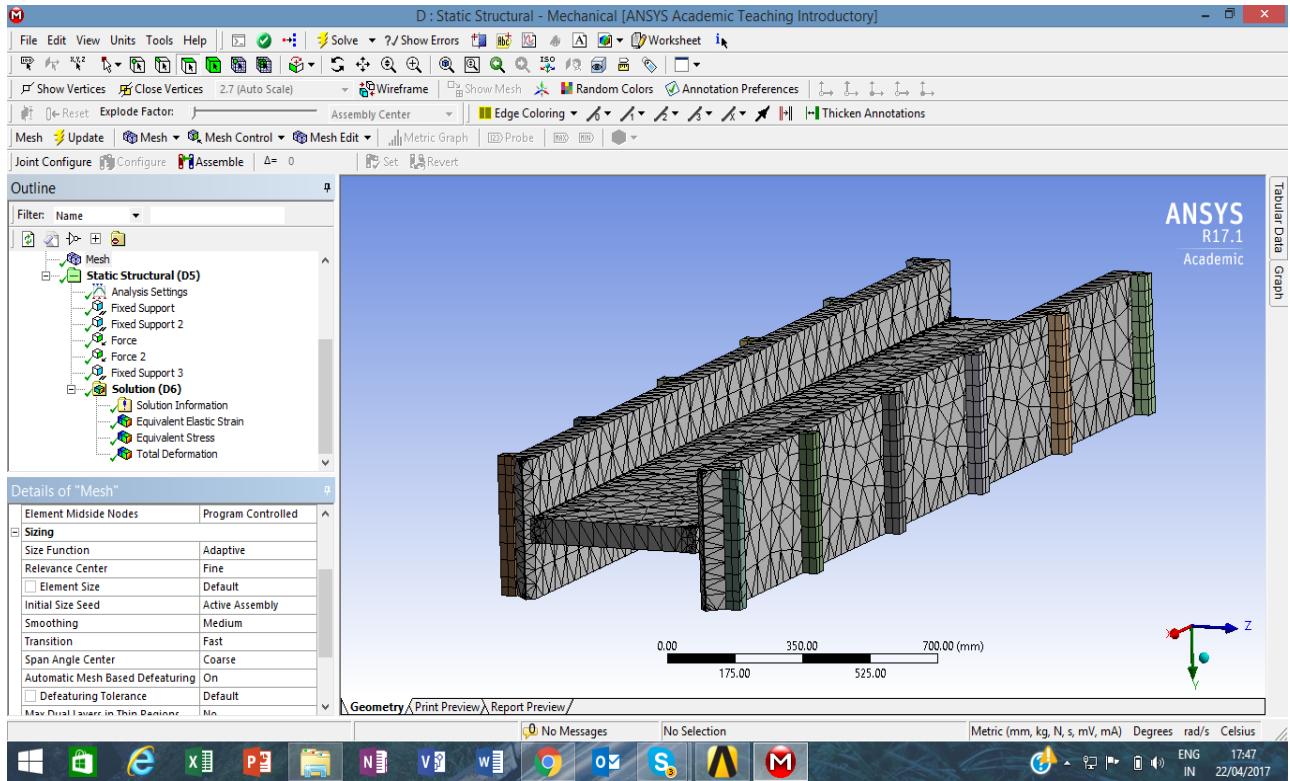 D : Static Structural - Mechanical [ANSYS Academic Teaching Introductory]
File Edit View Units Tools Help Solve ?/ Show Errors Worksheet
Show Vertices Close Vertices 2.7 (Auto Scale) Wireframe Show Mesh Random Colors Annotation Preferences
Reset Explode Factor: Assembly Center Edge Coloring Thicken Annotations
Mesh Update Mesh Mesh Control Mesh Edit Metric Graph Probe
Joint Configure Configure Assemble Δ= 0 Set Revert
Outline
Filter: Name
Mesh
Static Structural (D5)
Analysis Settings
Fixed Support
Fixed Support 2
Force
Force 2
Fixed Support 3
Solution (D6)
Solution Information
Equivalent Elastic Strain
Equivalent Stress
Total Deformation
Details of "Mesh"
Element Midside Nodes Program Controlled
Sizing
Size Function Adaptive
Relevance Center Fine
Element Size Default
Initial Size Seed Active Assembly
Smoothing Medium
Transition Fast
Span Angle Center Coarse
Automatic Mesh Based Defeaturing On
Defeaturing Tolerance Default
Max Dual Layers in Thin Regions No
ANSYS
R17.1
Academic
0.00 350.00 700.00 (mm)
175.00 525.00
X Z
Y
Tabular Data
Graph
Geometry Print Preview Report Preview
No Messages No Selection Metric (mm, kg, N, s, mV, mA) Degrees rad/s Celsius
ENG 17:47
IN 22/04/2017